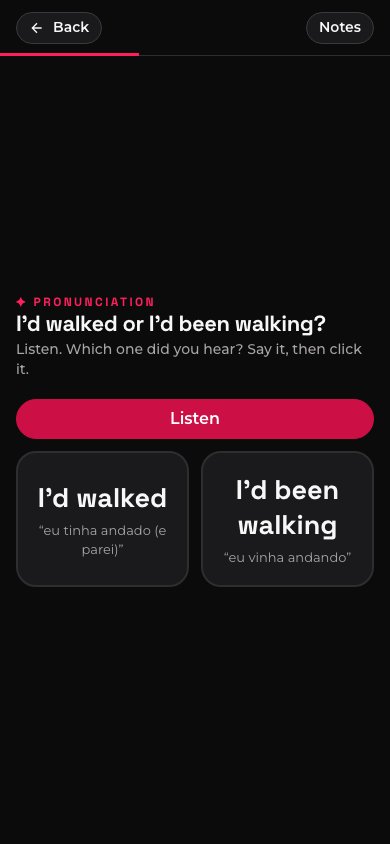 ← Back
Notes
✦ PRONUNCIATION
I’d walked or I’d been walking?
Listen. Which one did you hear? Say it, then click
it.
Listen
I’d walked
“eu tinha andado (e
parei)”
I’d been
walking
“eu vinha andando”